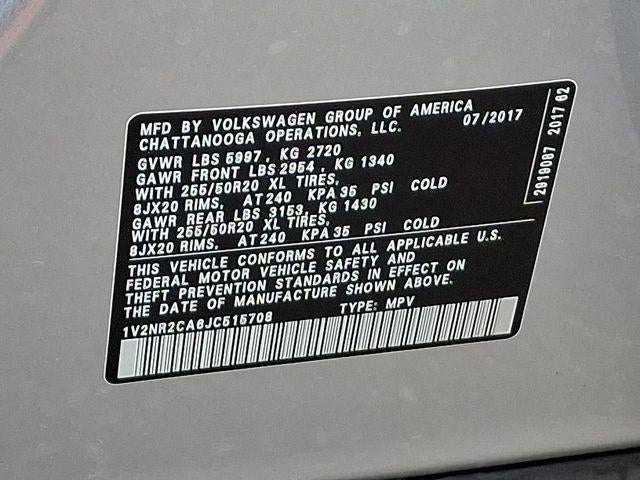 MFD BY VOLKSWAGEN GROUP OF AMERICA
CHATTANOOGA OPERATIONS, LLC. 07/2017
GVWR LBS 5997, KG 2720
GAWR FRONT LBS 2954, KG 1340
WITH 255/50R20 XL TIRES,
8JX20 RIMS, AT 240 KPA 35 PSI COLD
GAWR REAR LBS 3153, KG 1430
WITH 255/50R20 XL TIRES,
8JX20 RIMS, AT 240 KPA 35 PSI COLD
THIS VEHICLE CONFORMS TO ALL APPLICABLE U.S.
FEDERAL MOTOR VEHICLE SAFETY AND
THEFT PREVENTION STANDARDS IN EFFECT ON
THE DATE OF MANUFACTURE SHOWN ABOVE.
1V2NR2CA6JC515708 TYPE: MPV
2919087 2017 62